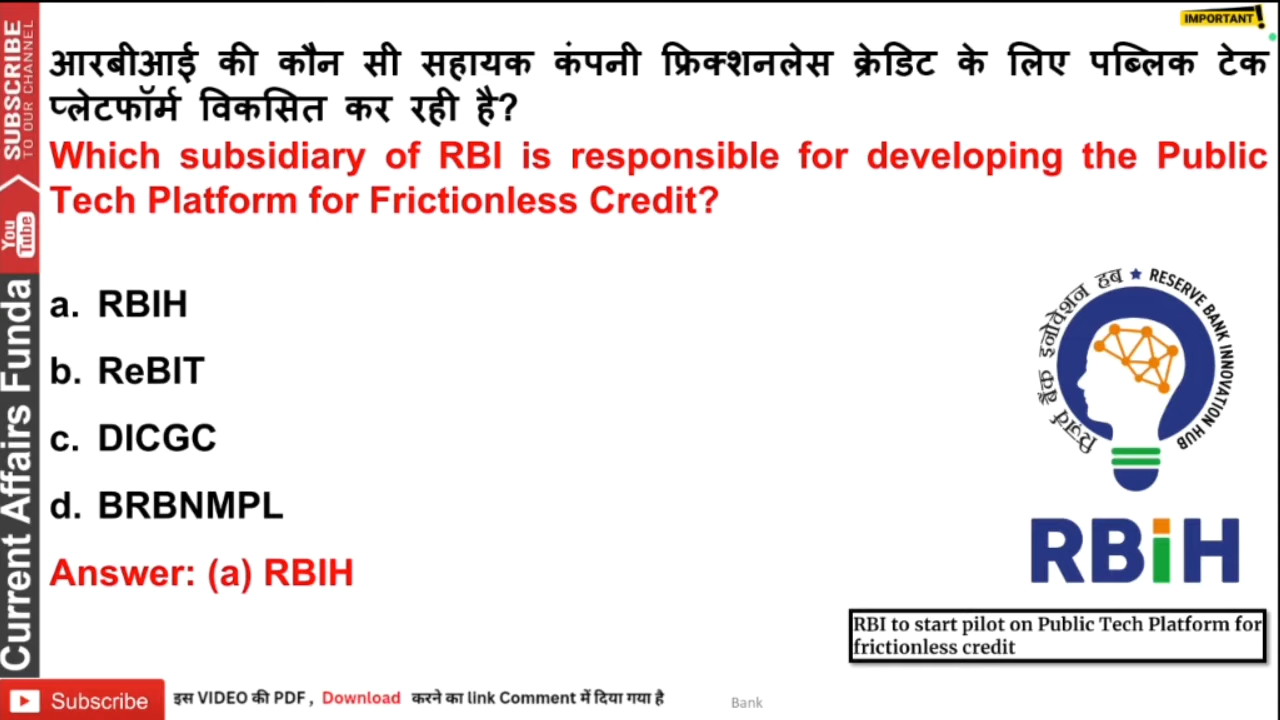 IMPORTANT!
आरबीआई की कौन सी सहायक कंपनी फ्रिक्शनलेस क्रेडिट के लिए पब्लिक टेक
प्लेटफॉर्म विकसित कर रही है?
Which subsidiary of RBI is responsible for developing the Public
Tech Platform for Frictionless Credit?
a. RBIH
b. ReBIT
c. DICGC
d. BRBNMPL
Answer: (a) RBIH
रिज़र्व बैंक इनोवेशन हब ★ RESERVE BANK INNOVATION HUB
RBiH
RBI to start pilot on Public Tech Platform for
frictionless credit
SUBSCRIBE
TO OUR CHANNEL
You
Tube
Current Affairs Funda
Subscribe
इस VIDEO की PDF , Download करने का link Comment में दिया गया है
Bank